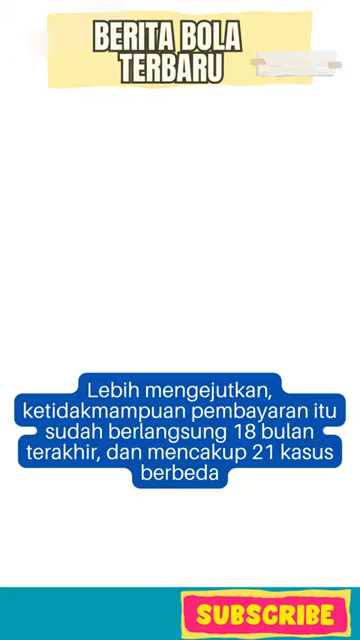 BERITA BOLA
TERBARU
Lebih mengejutkan,
ketidakmampuan pembayaran itu
sudah berlangsung 18 bulan
terakhir, dan mencakup 21 kasus
berbeda
SUBSCRIBE